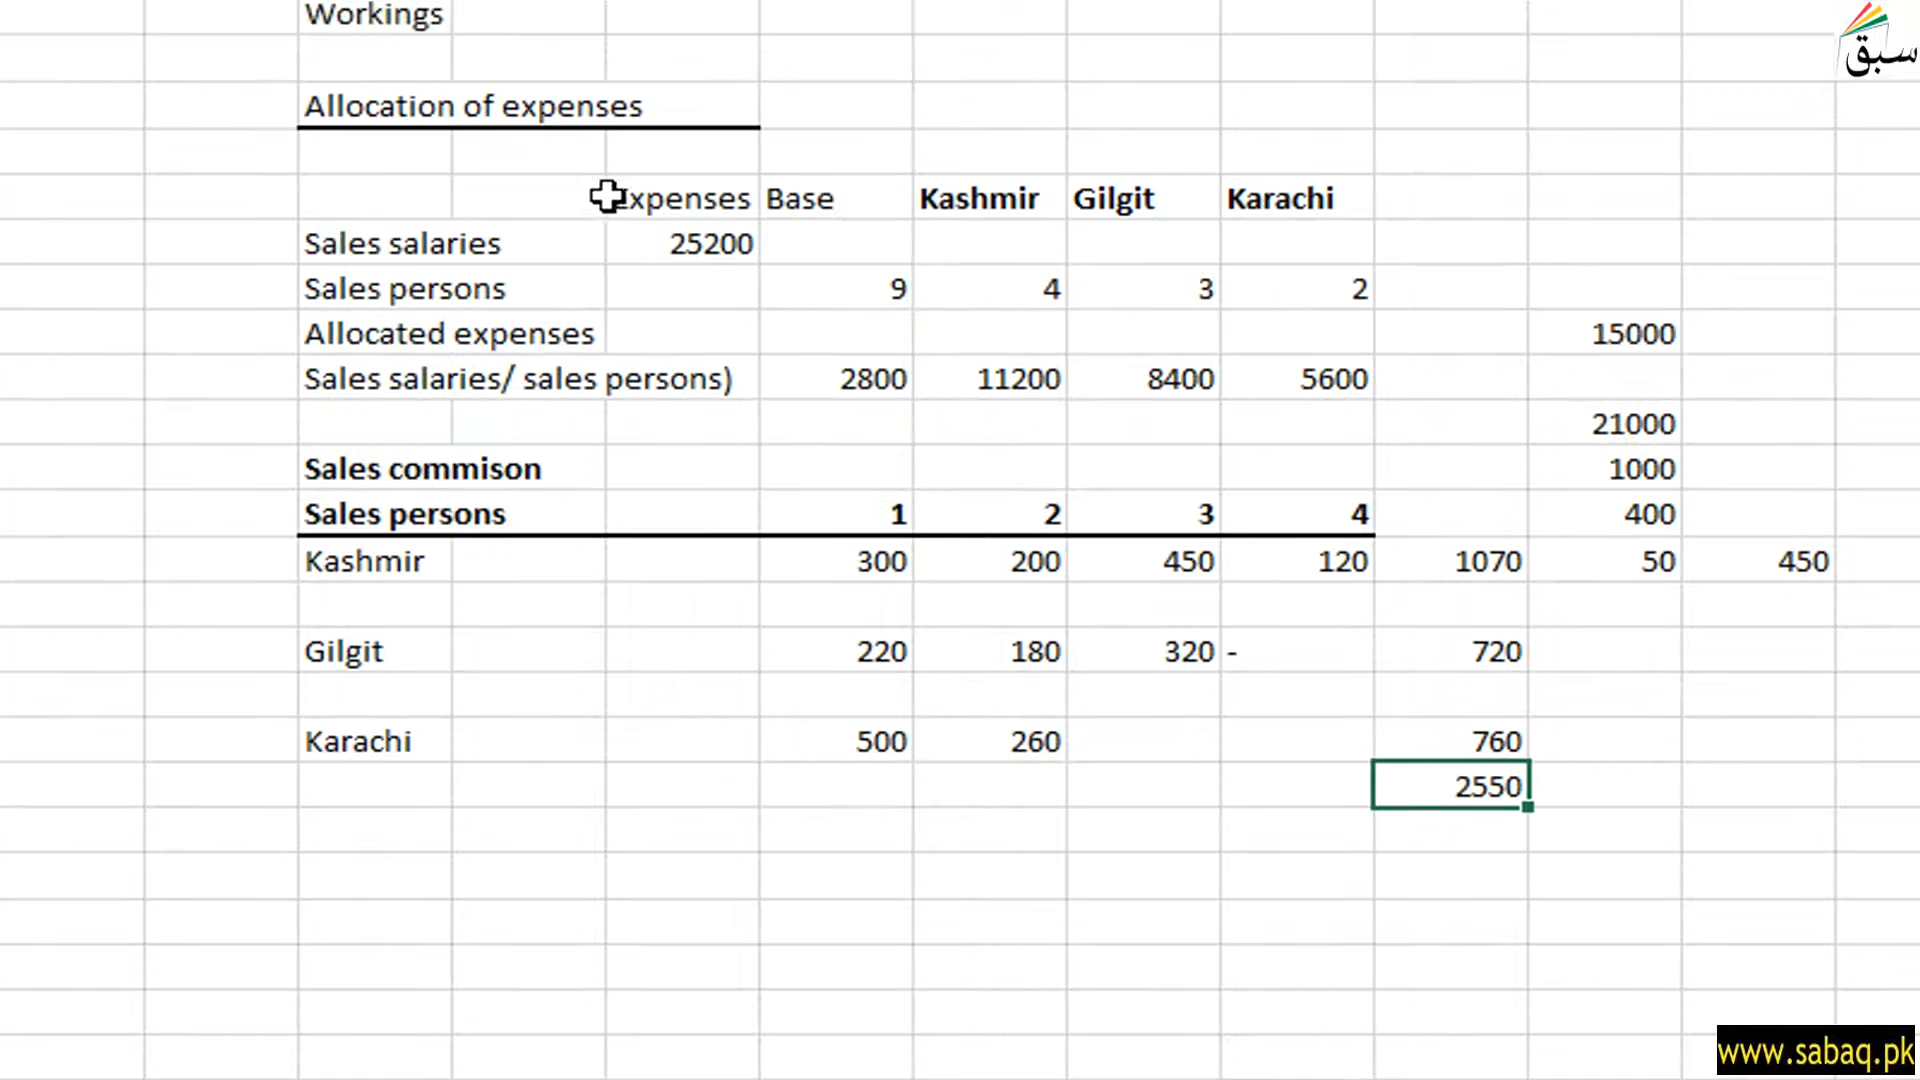 Workings
سبق
Allocation of expenses
xpenses Base Kashmir Gilgit Karachi
Sales salaries 25200
Sales persons 9 4 3 2
Allocated expenses 15000
Sales salaries/ sales persons) 2800 11200 8400 5600
21000
Sales commison 1000
Sales persons 1 2 3 4 400
Kashmir 300 200 450 120 1070 50 450
Gilgit 220 180 320 - 720
Karachi 500 260 760
2550
www.sabaq.pk